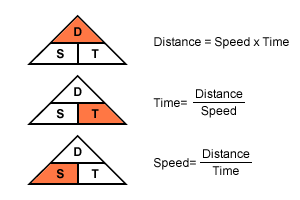 D
S T
Distance = Speed x Time
D
S T
Time= Distance
Speed
D
S T
Speed= Distance
Time